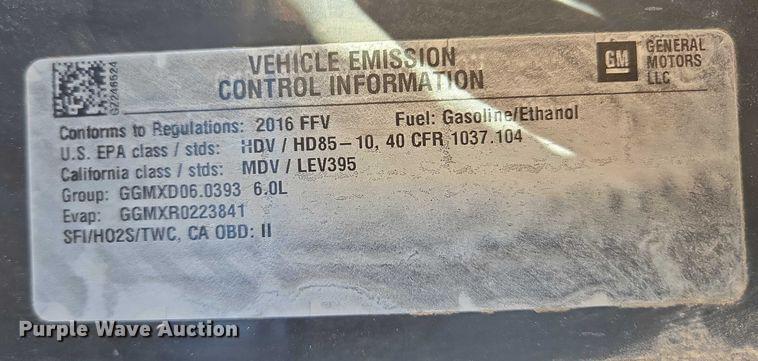 VEHICLE EMISSION
CONTROL INFORMATION
GM
GENERAL
MOTORS
LLC
Conforms to Regulations: 2016 FFV Fuel: Gasoline/Ethanol
U.S. EPA class / stds: HDV / HD85-10, 40 CFR 1037.104
California class / stds: MDV / LEV395
Group: GGMXD06.0393 6.0L
Evap: GGMXR0223841
SFI/HO2S/TWC, CA OBD: II
Purple Wave Auction